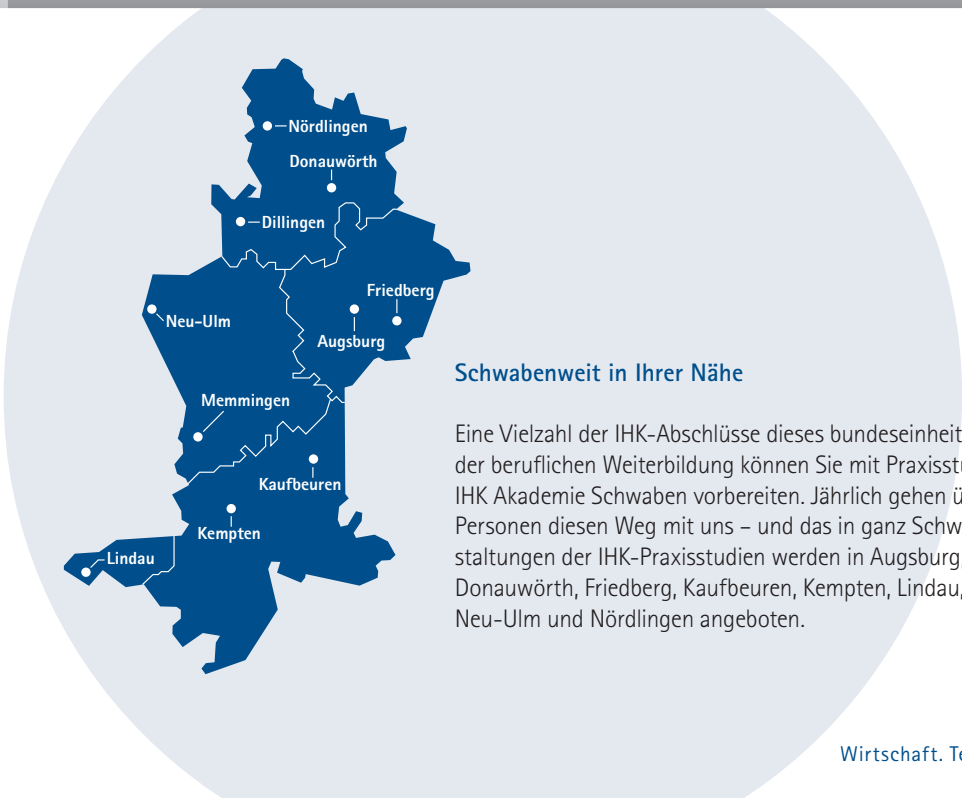 Nördlingen
Donauwörth
Dillingen
Friedberg
Neu-Ulm
Augsburg
Schwabenweit in Ihrer Nähe
Memmingen
Eine Vielzahl der IHK-Abschlüsse dieses bundeseinheit
der beruflichen Weiterbildung können Sie mit Praxisst
IHK Akademie Schwaben vorbereiten. Jährlich gehen ü
Personen diesen Weg mit uns – und das in ganz Schw
staltungen der IHK-Praxisstudien werden in Augsburg,
Donauwörth, Friedberg, Kaufbeuren, Kempten, Lindau,
Neu-Ulm und Nördlingen angeboten.
Kaufbeuren
Kempten
Lindau
Wirtschaft. Te